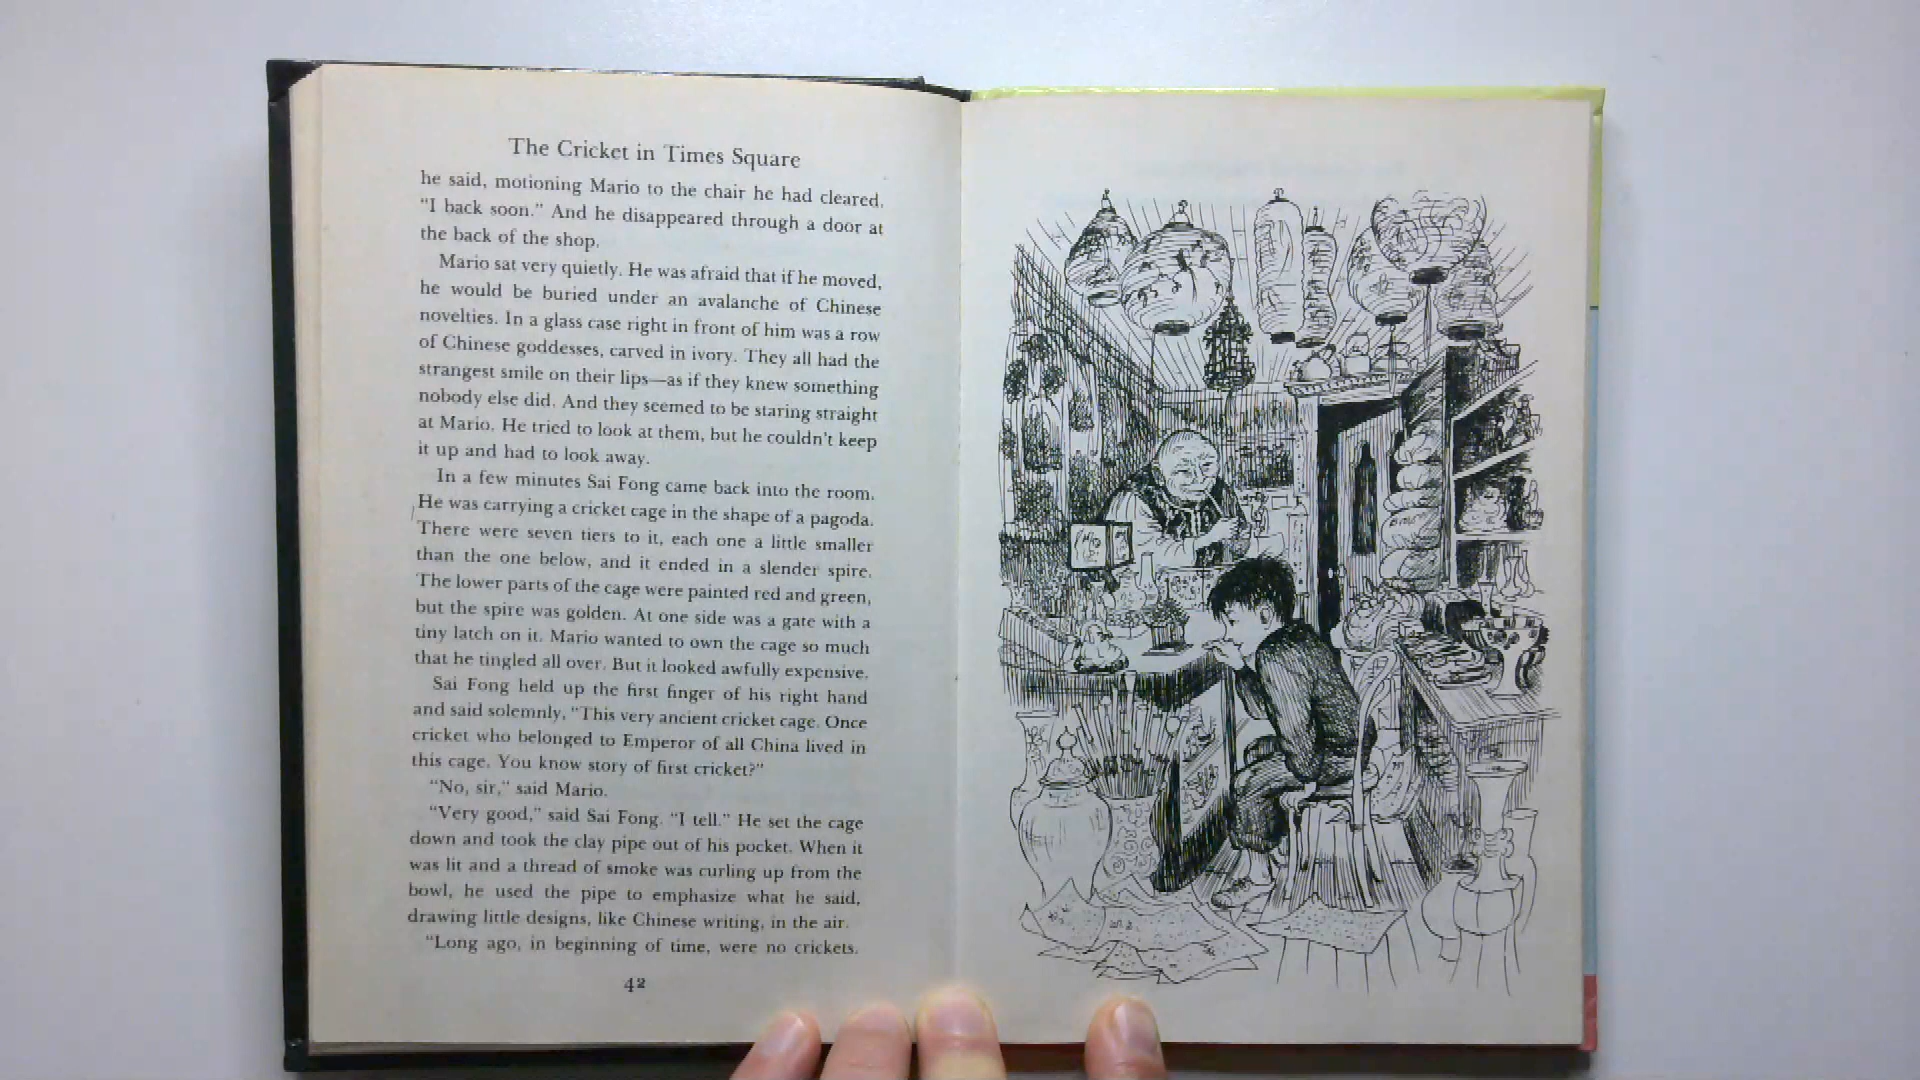 The Cricket in Times Square
he said, motioning Mario to the chair he had cleared.
“I back soon.” And he disappeared through a door at
the back of the shop.
Mario sat very quietly. He was afraid that if he moved,
he would be buried under an avalanche of Chinese
novelties. In a glass case right in front of him was a row
of Chinese goddesses, carved in ivory. They all had the
strangest smile on their lips—as if they knew something
nobody else did. And they seemed to be staring straight
at Mario. He tried to look at them, but he couldn’t keep
it up and had to look away.
In a few minutes Sai Fong came back into the room.
He was carrying a cricket cage in the shape of a pagoda.
There were seven tiers to it, each one a little smaller
than the one below, and it ended in a slender spire.
The lower parts of the cage were painted red and green,
but the spire was golden. At one side was a gate with a
tiny latch on it. Mario wanted to own the cage so much
that he tingled all over. But it looked awfully expensive.
Sai Fong held up the first finger of his right hand
and said solemnly, “This very ancient cricket cage. Once
cricket who belonged to Emperor of all China lived in
this cage. You know story of first cricket?”
“No, sir,” said Mario.
“Very good,” said Sai Fong. “I tell.” He set the cage
down and took the clay pipe out of his pocket. When it
was lit and a thread of smoke was curling up from the
bowl, he used the pipe to emphasize what he said,
drawing little designs, like Chinese writing, in the air.
“Long ago, in beginning of time, were no crickets.
42